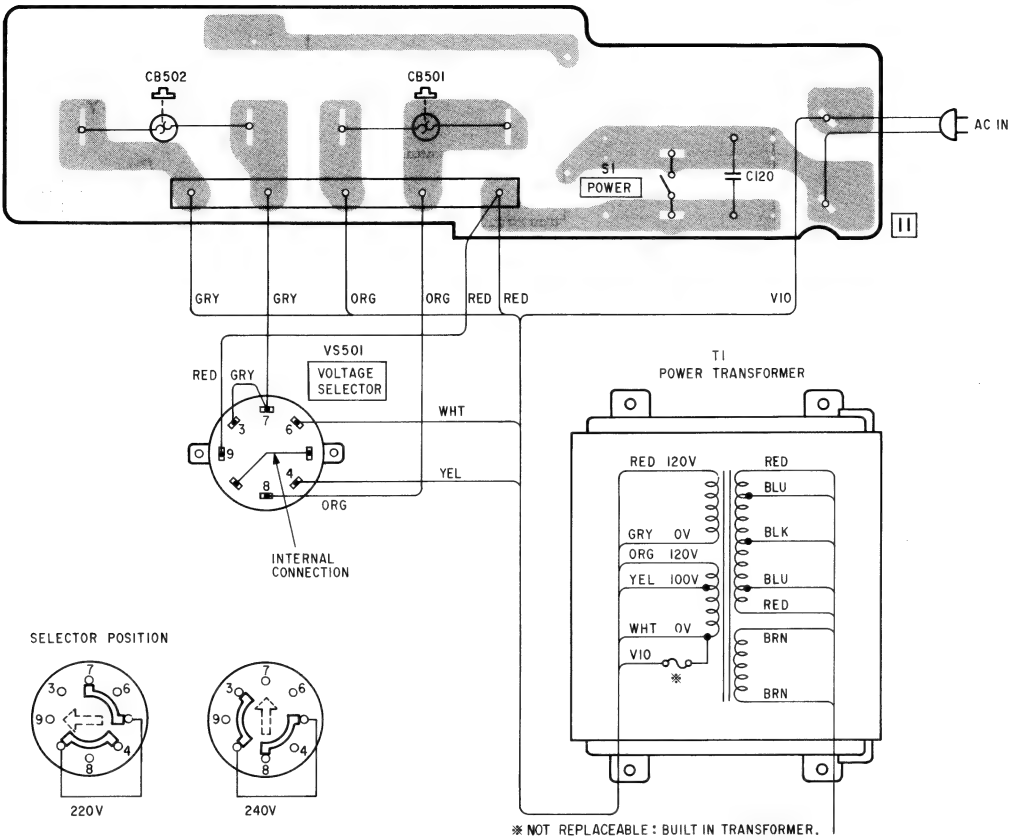 CB502
CB501
AC IN
S1
POWER
C120
11
GRY GRY ORG ORG RED RED VIO
VS501
VOLTAGE
SELECTOR
RED GRY
3 7 6
9
4
8
WHT
YEL
ORG
INTERNAL
CONNECTION
T1
POWER TRANSFORMER
RED 120V RED
BLU
GRY 0V BLK
ORG 120V
YEL 100V BLU
RED
WHT 0V BRN
VIO
※
BRN
SELECTOR POSITION
7
3 6
9
4
8
220V
7
3 6
9
4
8
240V
※ NOT REPLACEABLE : BUILT IN TRANSFORMER.